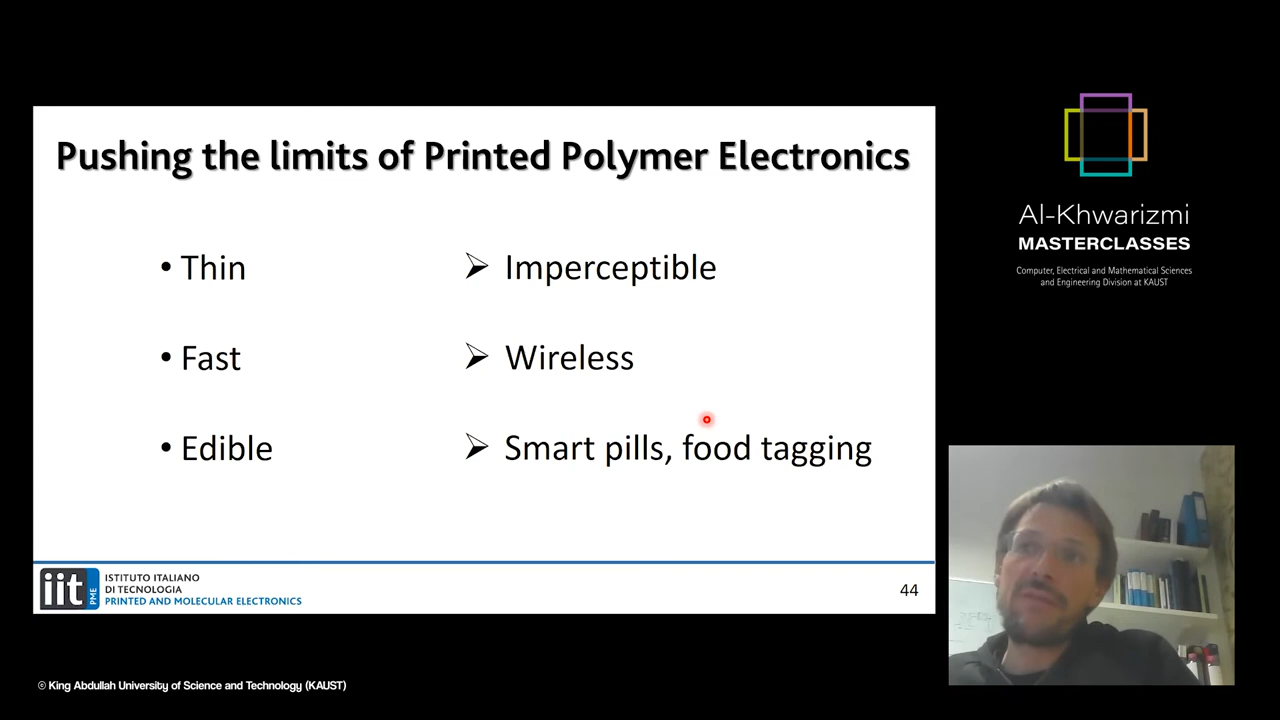 Pushing the limits of Printed Polymer Electronics
• Thin
➢ Imperceptible
• Fast
➢ Wireless
• Edible
➢ Smart pills, food tagging
iit
PME
ISTITUTO ITALIANO
DI TECNOLOGIA
PRINTED AND MOLECULAR ELECTRONICS
44
Al-Khwarizmi
MASTERCLASSES
Computer, Electrical and Mathematical Sciences
and Engineering Division at KAUST
© King Abdullah University of Science and Technology (KAUST)